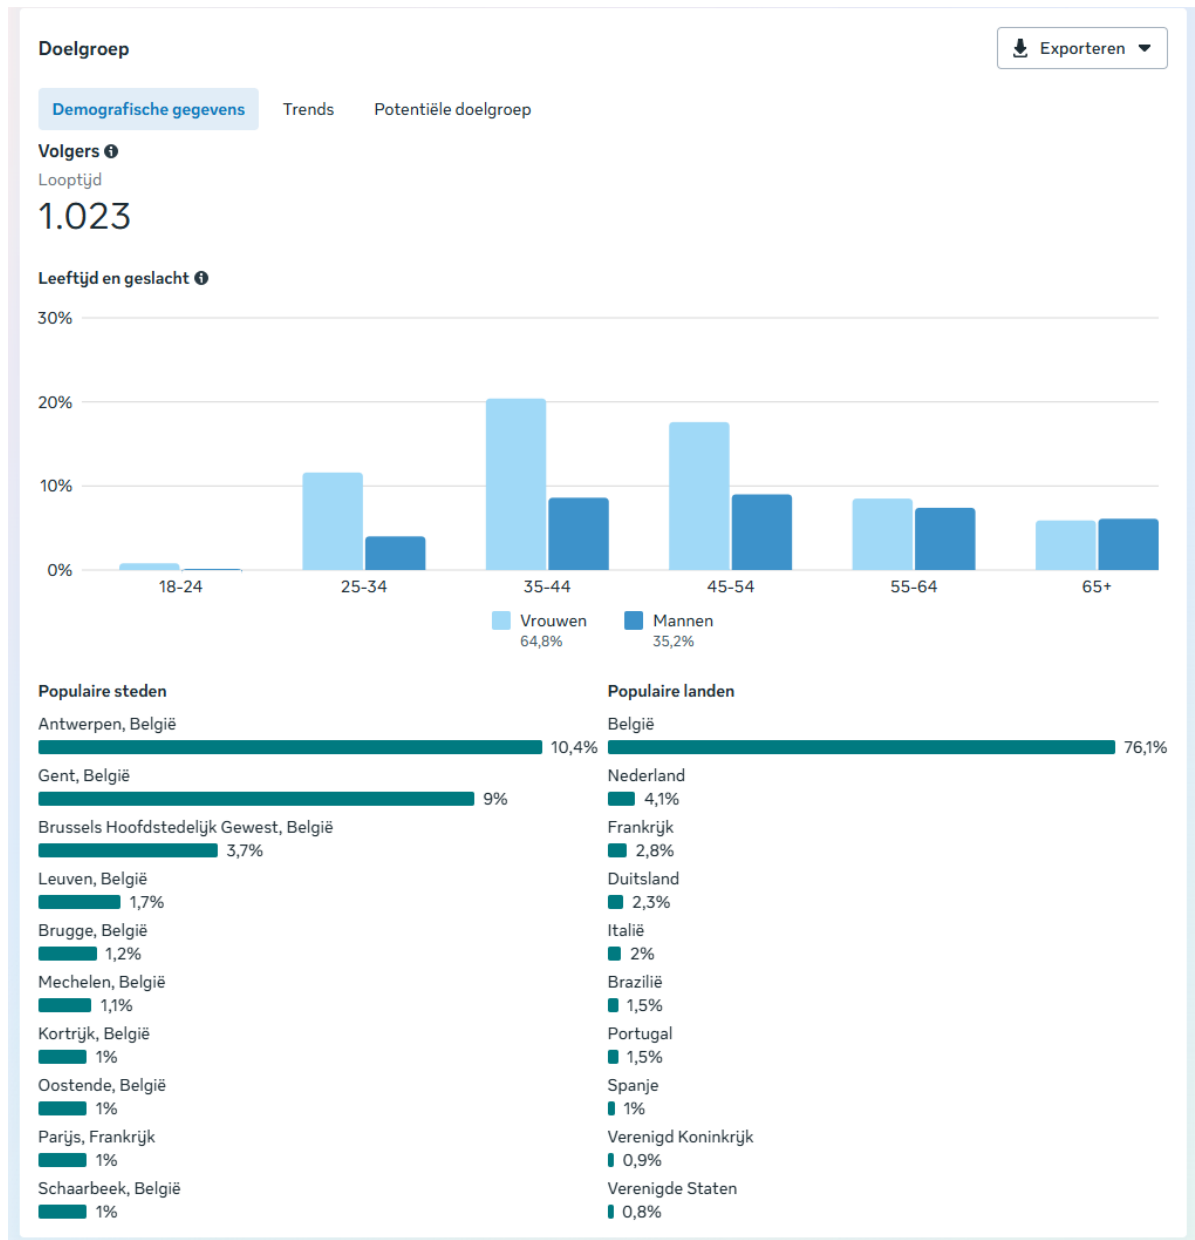 Doelgroep
Exporteren
Demografische gegevens Trends Potentiële doelgroep
Volgers
Looptijd
1.023
Leeftijd en geslacht
30%
20%
10%
0%
18-24 25-34 35-44 45-54 55-64 65+
Vrouwen Mannen
64,8% 35,2%
Populaire steden
Antwerpen, België
10,4%
Gent, België
9%
Brussels Hoofdstedelijk Gewest, België
3,7%
Leuven, België
1,7%
Brugge, België
1,2%
Mechelen, België
1,1%
Kortrijk, België
1%
Oostende, België
1%
Parijs, Frankrijk
1%
Schaarbeek, België
1%
Populaire landen
België
76,1%
Nederland
4,1%
Frankrijk
2,8%
Duitsland
2,3%
Italië
2%
Brazilië
1,5%
Portugal
1,5%
Spanje
1%
Verenigd Koninkrijk
0,9%
Verenigde Staten
0,8%